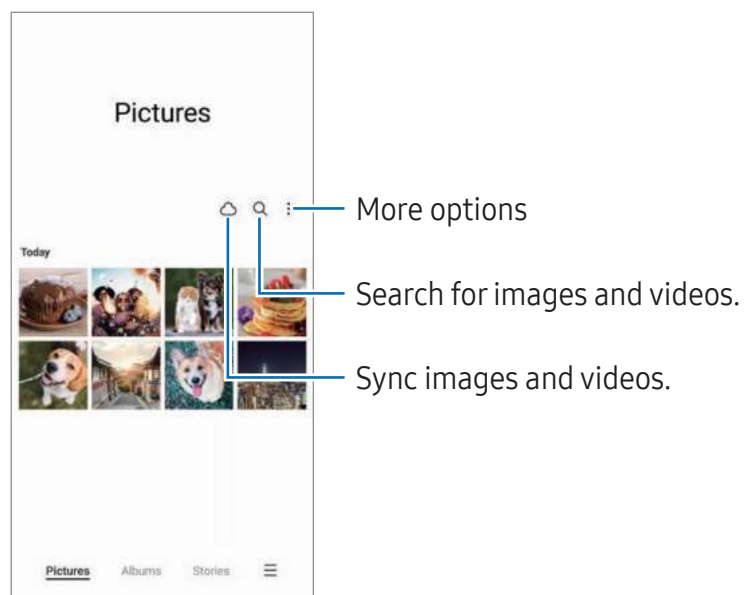 Pictures
More options
Today
Search for images and videos.
Sync images and videos.
Pictures Albums Stories